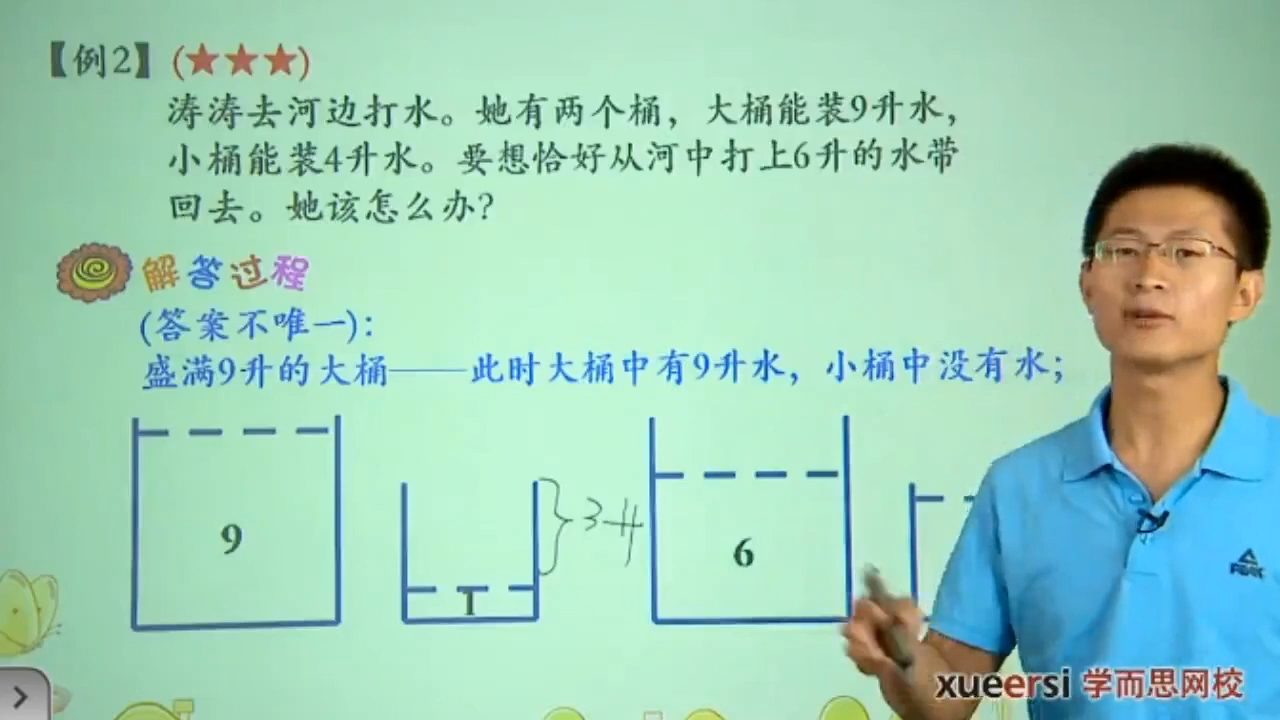 【例2】(★★★)
涛涛去河边打水。她有两个桶，大桶能装9升水，
小桶能装4升水。要想恰好从河中打上6升的水带
回去。她该怎么办?
解答过程
(答案不唯一):
盛满9升的大桶——此时大桶中有9升水，小桶中没有水;
9
1
3升
6
PEAK
xueersi 学而思网校